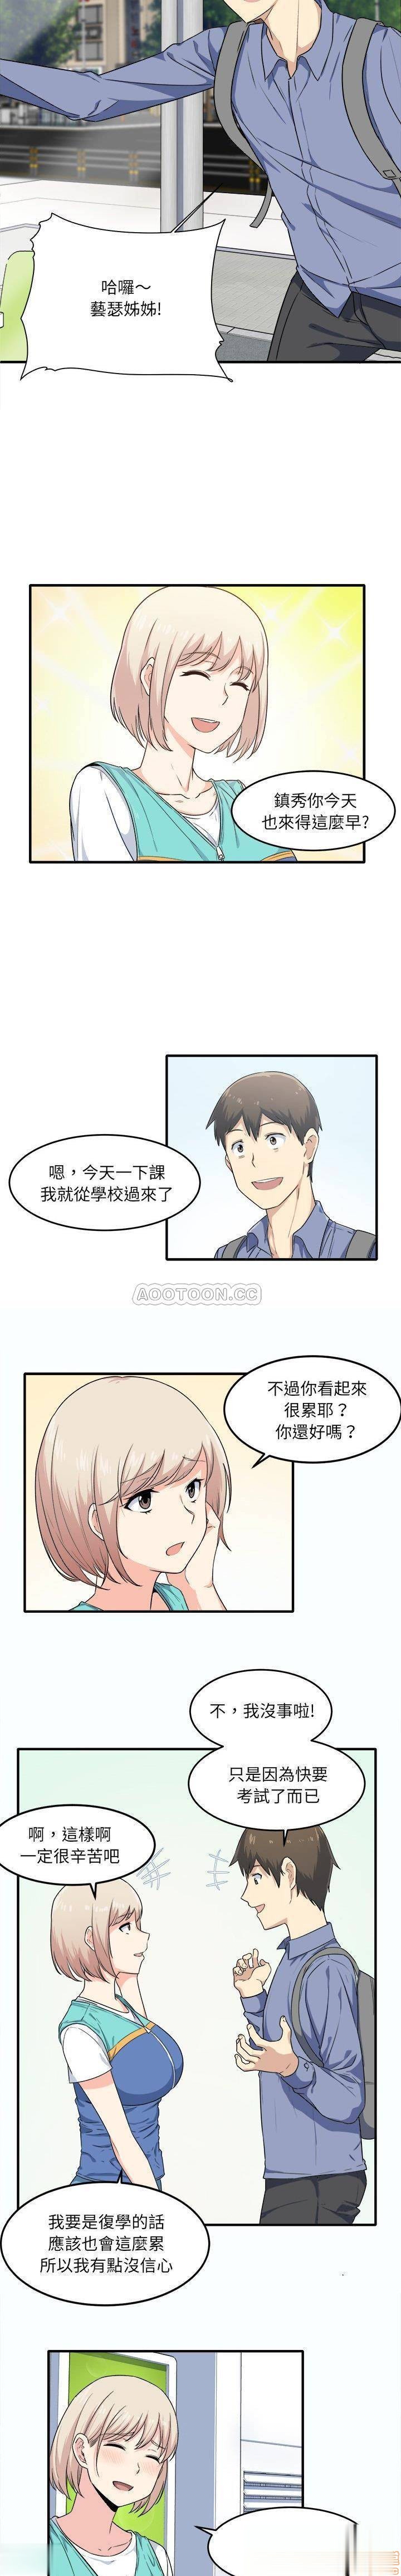 哈囉～
藝瑟姊姊!
鎮秀你今天
也來得這麼早?
嗯，今天一下課
我就從學校過來了
AOOTOON.CC
不過你看起來
很累耶？
你還好嗎？
不，我沒事啦!
只是因為快要
考試了而已
啊，這樣啊
一定很辛苦吧
我要是復學的話
應該也會這麼累
所以我有點沒信心